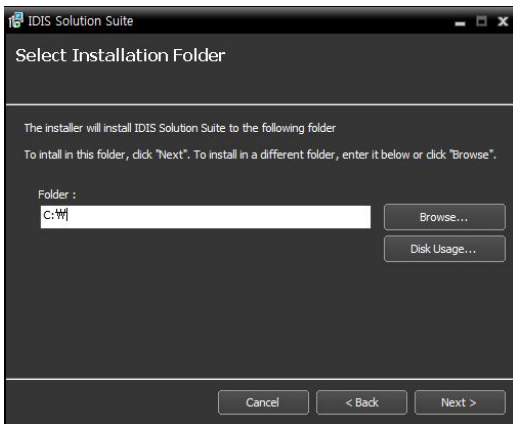 IDIS Solution Suite
Select Installation Folder
The installer will install IDIS Solution Suite to the following folder
To intall in this folder, click "Next". To install in a different folder, enter it below or click "Browse".
Folder :
C:₩
Browse...
Disk Usage...
Cancel
< Back
Next >